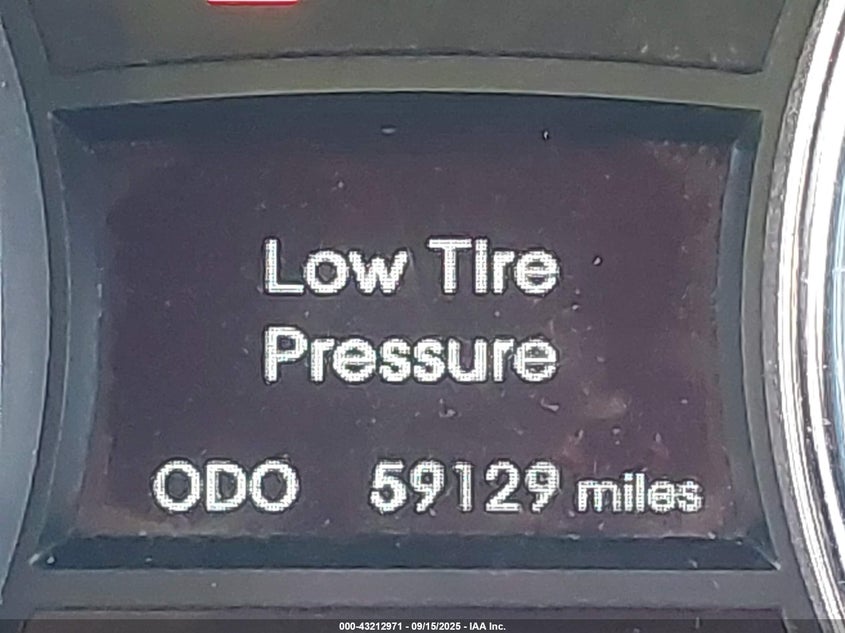 Low Tire
Pressure
ODO 59129 miles
000-43212971 - 09/15/2025 - IAA Inc.